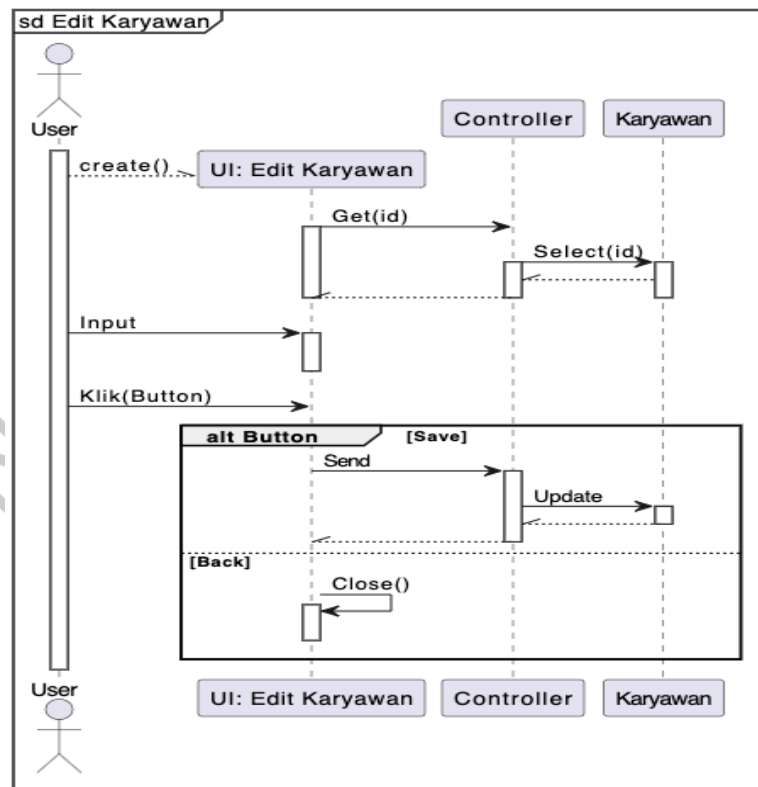 sd Edit Karyawan
User
Controller
Karyawan
create()
UI: Edit Karyawan
Get(id)
Select(id)
Input
Klik(Button)
alt Button
[Save]
Send
Update
[Back]
Close()
User
UI: Edit Karyawan
Controller
Karyawan